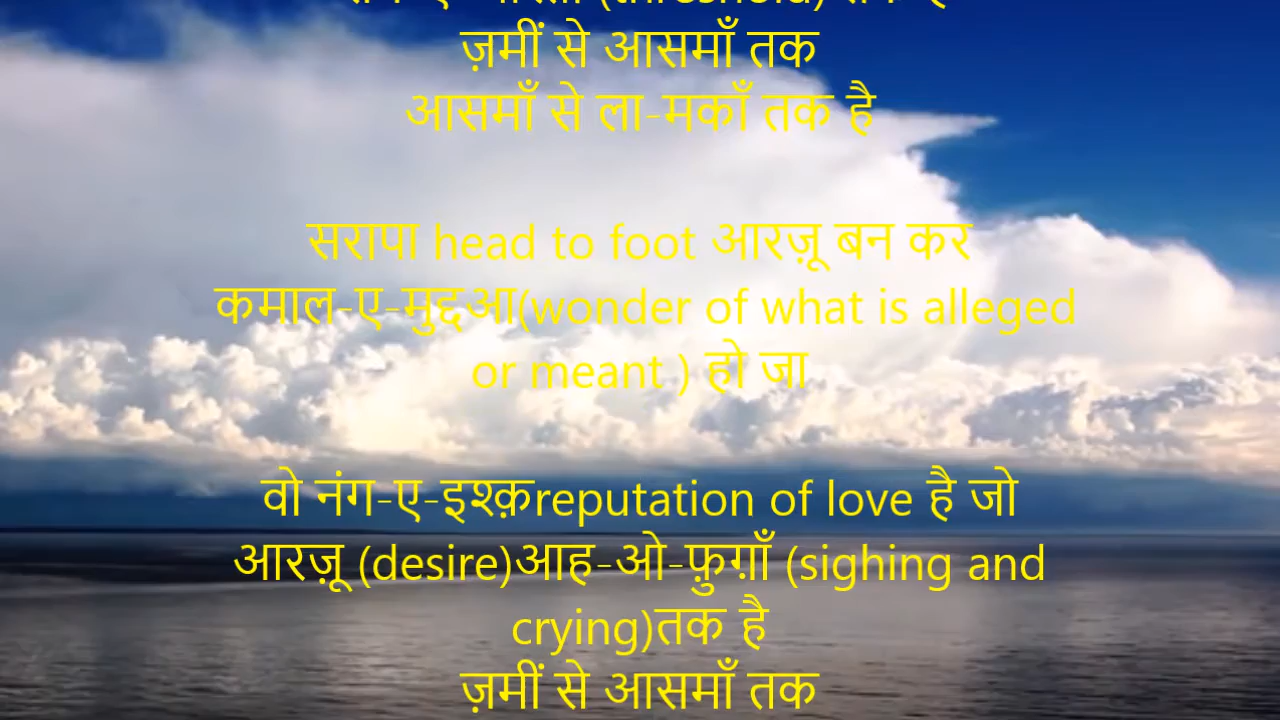 ज़मीं से आसमाँ तक
आसमाँ से ला-मकाँ तक है
सरापा head to foot आरज़ू बन कर
कमाल-ए-मुद्दआ(wonder of what is alleged
or meant ) हो जा
वो नंग-ए-इश्क़reputation of love है जो
आरज़ू (desire)आह-ओ-फ़ुग़ाँ (sighing and
crying)तक है
ज़मीं से आसमाँ तक